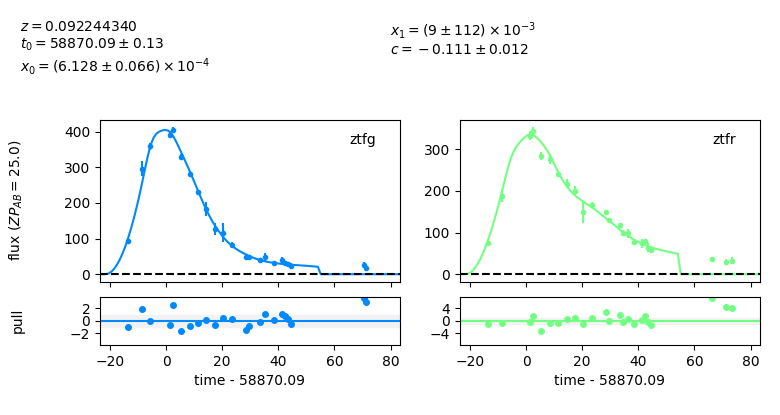 z = 0.092244340
t₀ = 58870.09 ± 0.13
x₀ = (6.128 ± 0.066) × 10⁻⁴
x₁ = (9 ± 112) × 10⁻³
c = −0.111 ± 0.012
flux (ZP_AB = 25.0)
400
300
200
100
0
ztfg
300
200
100
0
ztfr
pull
2
0
−2
−20 0 20 40 60 80
time - 58870.09
4
2
0
−2
−4
−20 0 20 40 60 80
time - 58870.09